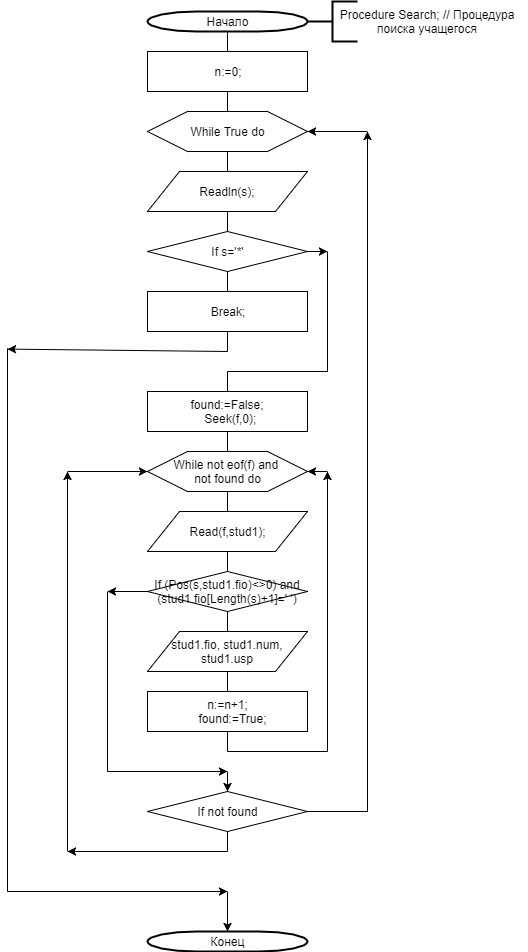 Начало
Procedure Search; // Процедура
поиска учащегося
n:=0;
While True do
Readln(s);
If s='*'
Break;
found:=False;
Seek(f,0);
While not eof(f) and
not found do
Read(f,stud1);
If (Pos(s,stud1.fio)<>0) and
(stud1.fio[Length(s)+1]=' ')
stud1.fio, stud1.num,
stud1.usp
n:=n+1;
found:=True;
If not found
Конец